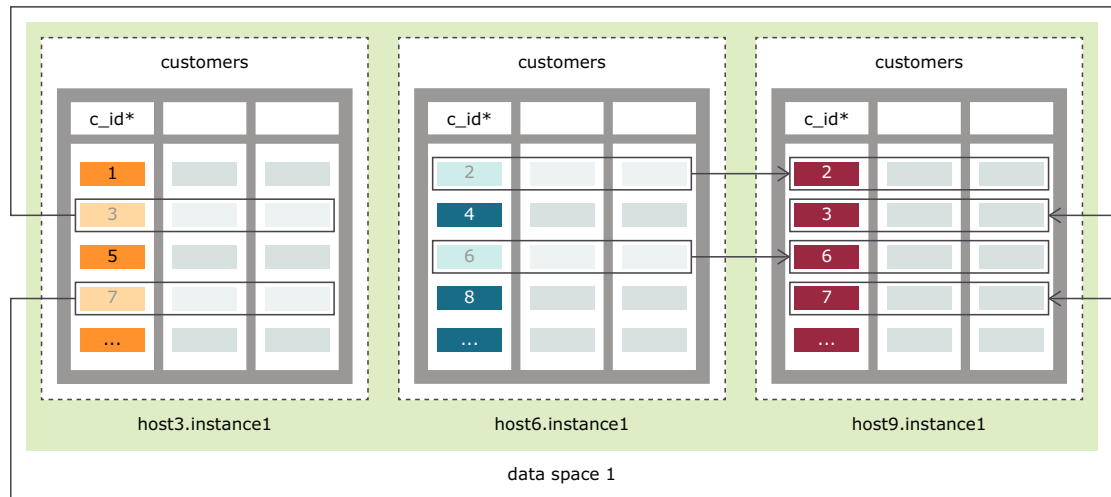 customers
c_id*
1
3
5
7
...
host3.instance1
customers
c_id*
2
4
6
8
...
host6.instance1
customers
c_id*
2
3
6
7
...
host9.instance1
data space 1